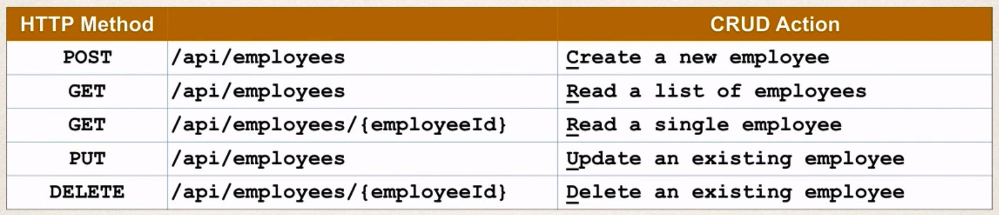 HTTP Method CRUD Action
POST /api/employees Create a new employee
GET /api/employees Read a list of employees
GET /api/employees/{employeeId} Read a single employee
PUT /api/employees Update an existing employee
DELETE /api/employees/{employeeId} Delete an existing employee